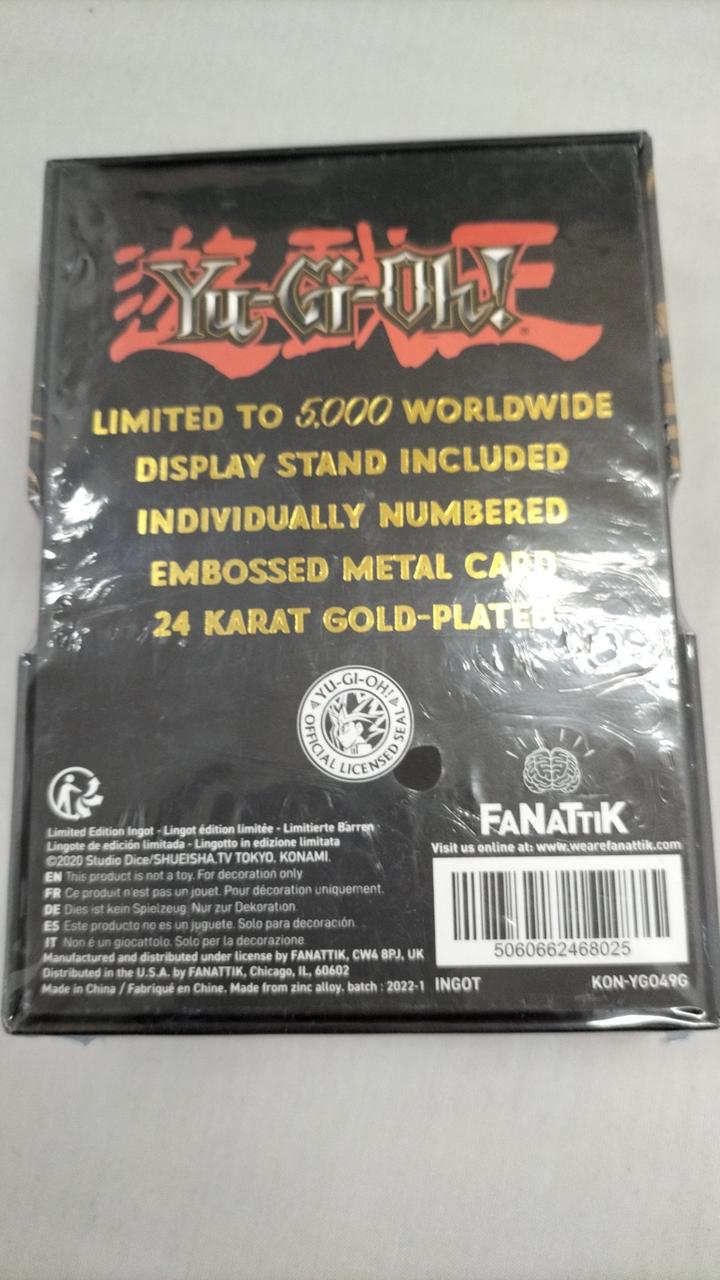 遊戯王
Yu-Gi-Oh!
LIMITED TO 5,000 WORLDWIDE
DISPLAY STAND INCLUDED
INDIVIDUALLY NUMBERED
EMBOSSED METAL CARD
24 KARAT GOLD-PLATED
YU-GI-OH!
OFFICIAL LICENSED SEAL
FANATTIK
Visit us online at: www.wearefanattik.com
Limited Edition Ingot - Lingot édition limitée - Limitierte Barren
Lingote de edición limitada - Lingotto in edizione limitata
©2020 Studio Dice/SHUEISHA.TV TOKYO. KONAMI.
EN This product is not a toy. For decoration only
FR Ce produit n'est pas un jouet. Pour décoration uniquement.
DE Dies ist kein Spielzeug. Nur zur Dekoration.
ES Este producto no es un juguete. Solo para decoración
IT Non é un giocattolo. Solo per la decorazione
Manufactured and distributed under license by FANATTIK, CW4 8PJ, UK
Distributed in the U.S.A. by FANATTIK, Chicago, IL, 60602
Made in China / Fabriqué en Chine. Made from zinc alloy. batch : 2022-1
5060662468025
INGOT KON-YGO49G